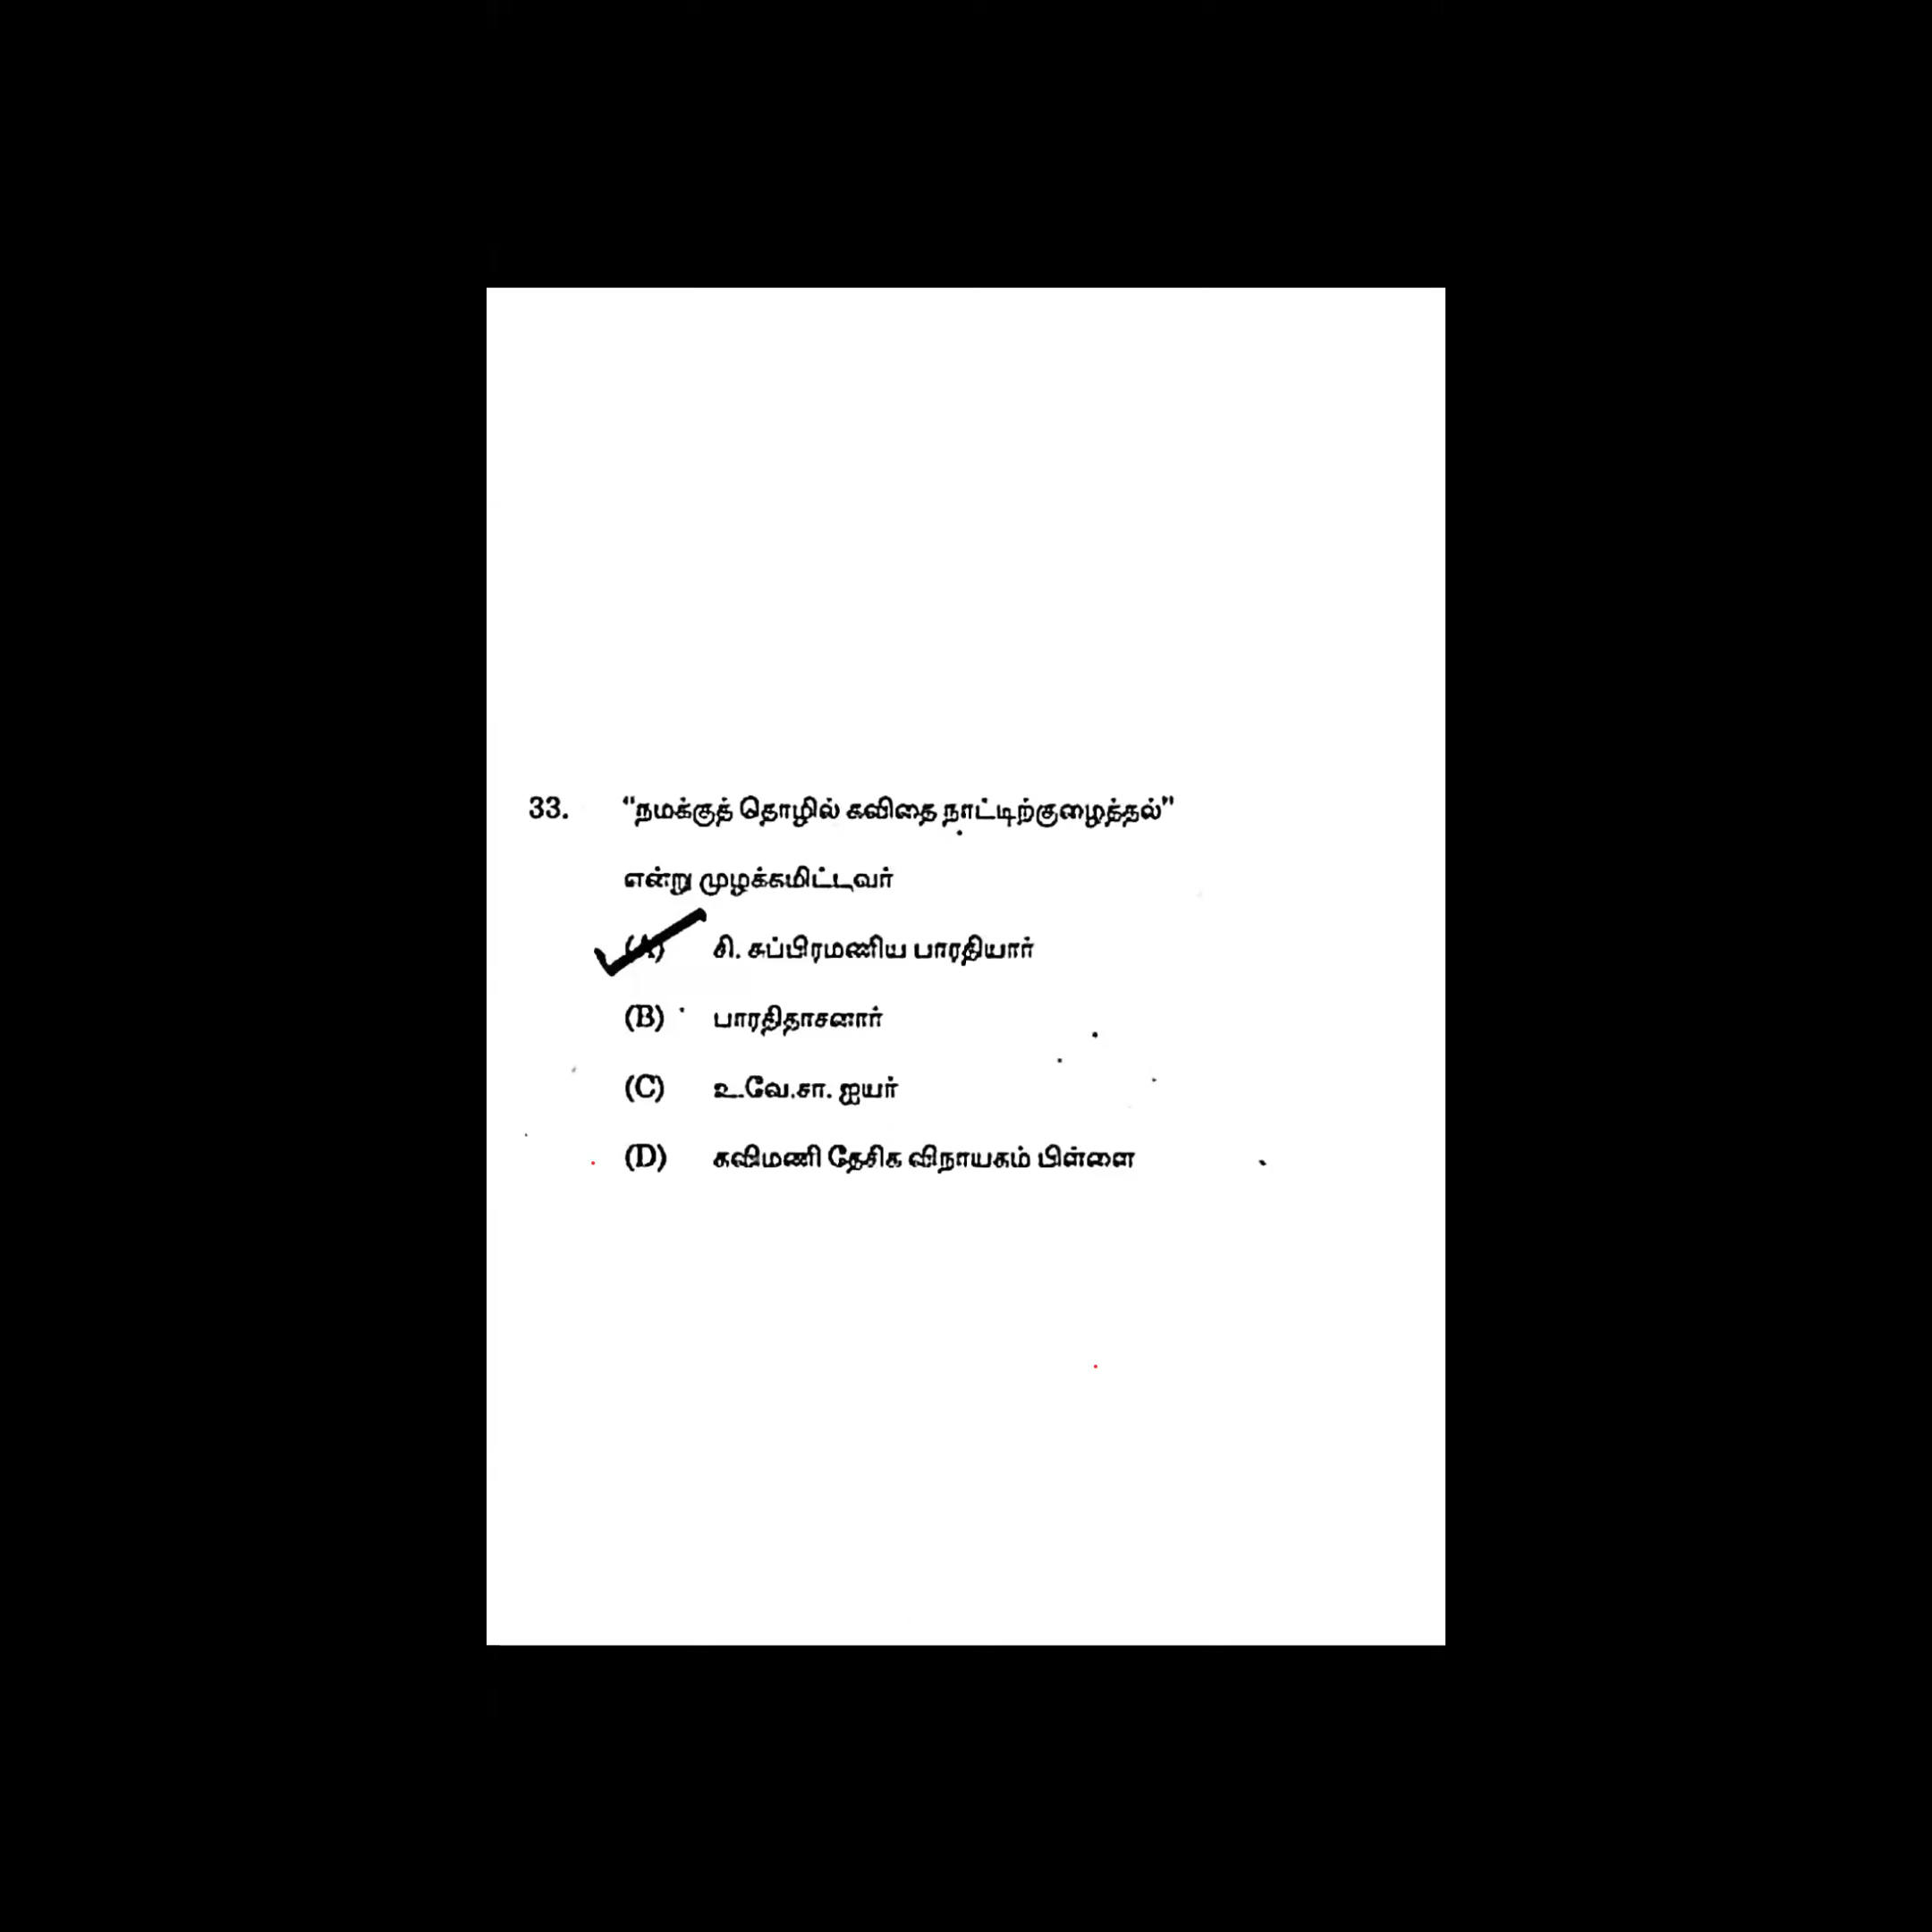 33. "நமக்குத் தொழில் கவிதை நாட்டிற்குழைத்தல்"
என்று முழக்கமிட்டவர்
(A) சி. சுப்பிரமணிய பாரதியார்
(B) பாரதிதாசனார்
(C) உ.வே.சா. ஐயர்
(D) கவிமணி தேசிக விநாயகம் பிள்ளை